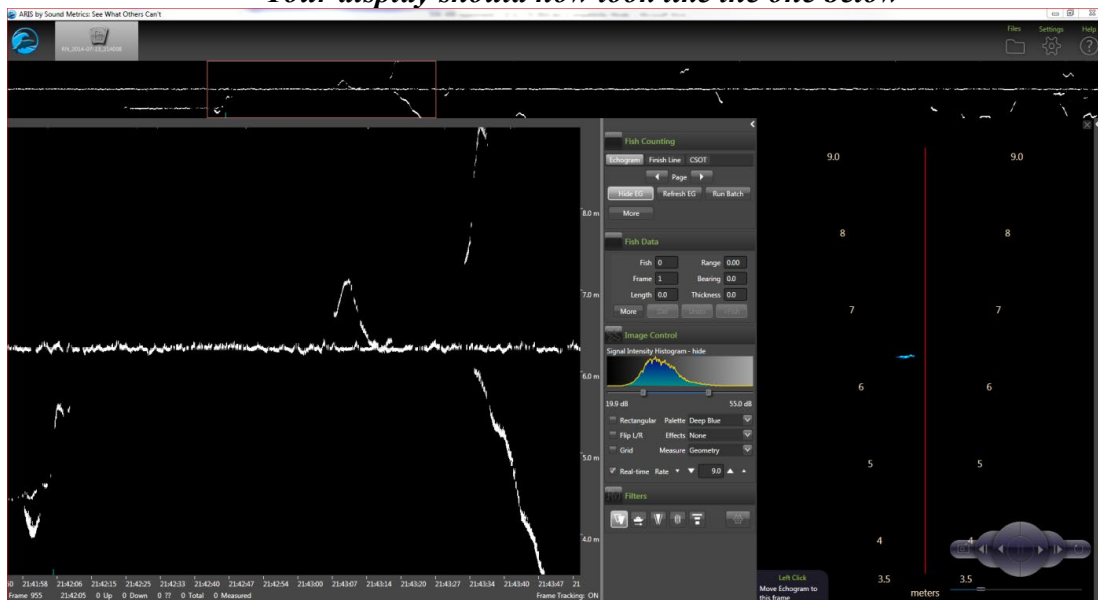 Your display should now look like the one below
ARIS by Sound Metrics: See What Others Can't
Files Settings Help
RN_2014-07-13_214008
Fish Counting
Echogram Finish Line CSOT
Page
Hide EG Refresh EG Run Batch
More
Fish Data
Fish 0 Range 0.00
Frame 1 Bearing 0.0
Length 0.0 Thickness 0.0
More
Image Control
Signal Intensity Histogram - hide
19.9 dB 55.0 dB
Rectangular Palette Deep Blue
Flip L/R Effects None
Grid Measure Geometry
Real-time Rate 9.0
Filters
8.0 m
7.0 m
6.0 m
5.0 m
4.0 m
9.0 9.0
8 8
7 7
6 6
5 5
4 4
3.5 3.5
meters
Left Click
Move Echogram to
this frame
21:41:58 21:42:06 21:42:15 21:42:25 21:42:33 21:42:40 21:42:47 21:42:54 21:43:00 21:43:07 21:43:14 21:43:20 21:43:27 21:43:34 21:43:40 21:43:47 21
Frame 955 21:42:05 0 Up 0 Down 0 ?? 0 Total 0 Measured Frame Tracking: ON